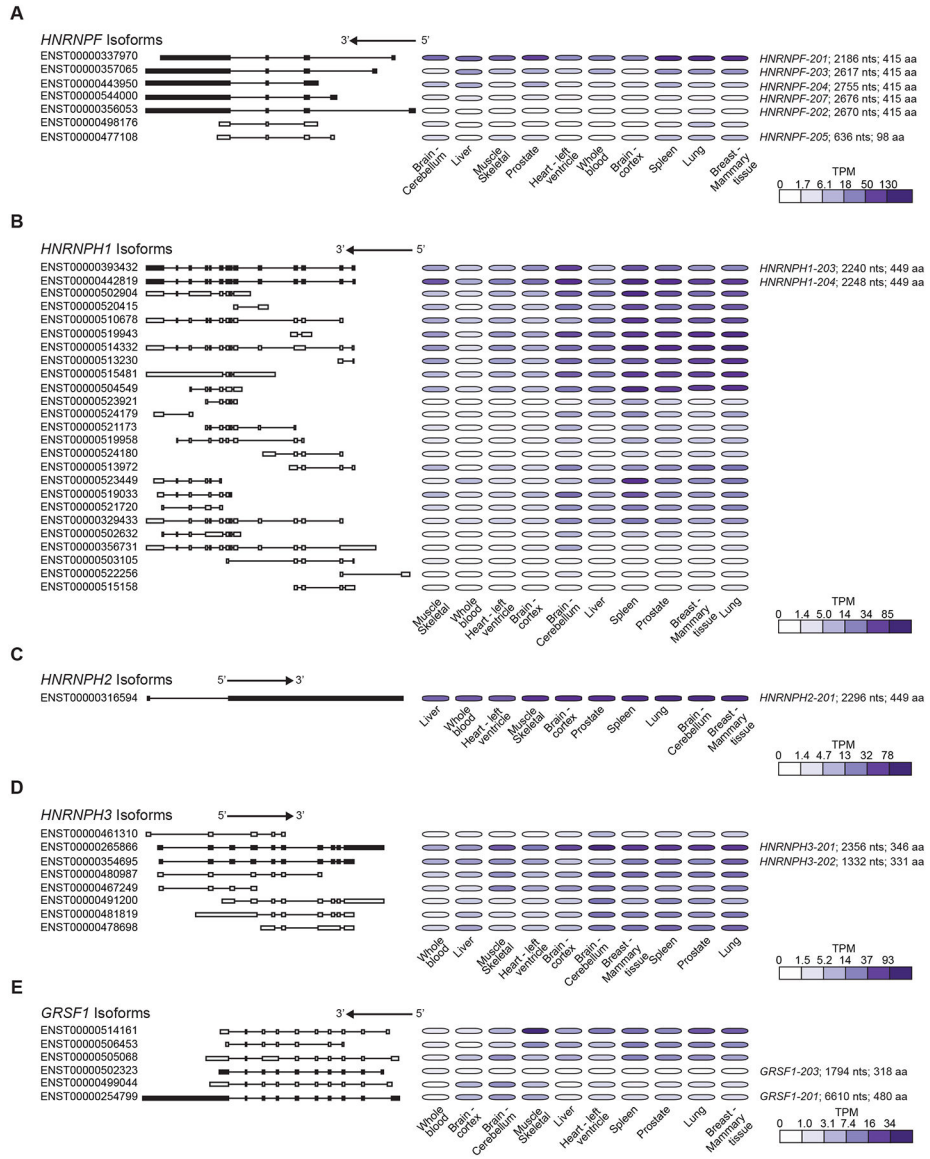 A
HNRNPF Isoforms
3' 5'
ENST00000337970
HNRNPF-201; 2186 nts; 415 aa
ENST00000357065
HNRNPF-203; 2617 nts; 415 aa
ENST00000443950
HNRNPF-204; 2755 nts; 415 aa
ENST00000544000
HNRNPF-207; 2676 nts; 415 aa
ENST00000356053
HNRNPF-202; 2670 nts; 415 aa
ENST00000498176
ENST00000477108
HNRNPF-205; 636 nts; 98 aa
Brain - Cerebellum
Liver
Muscle Skeletal
Prostate
Heart - left ventricle
Whole blood
Brain - cortex
Spleen
Lung
Breast - Mammary tissue
TPM
0 1.7 6.1 18 50 130
B
HNRNPH1 Isoforms
3' 5'
ENST00000393432
HNRNPH1-203; 2240 nts; 449 aa
ENST00000442819
HNRNPH1-204; 2248 nts; 449 aa
ENST00000502904
ENST00000520415
ENST00000510678
ENST00000519943
ENST00000514332
ENST00000513230
ENST00000515481
ENST00000504549
ENST00000523921
ENST00000524179
ENST00000521173
ENST00000519958
ENST00000524180
ENST00000513972
ENST00000523449
ENST00000519033
ENST00000521720
ENST00000329433
ENST00000502632
ENST00000356731
ENST00000503105
ENST00000522256
ENST00000515158
Muscle Skeletal
Whole blood
Heart - left ventricle
Brain - cortex
Brain - Cerebellum
Liver
Spleen
Prostate
Breast - Mammary tissue
Lung
TPM
0 1.4 5.0 14 34 85
C
HNRNPH2 Isoforms
5' 3'
ENST00000316594
HNRNPH2-201; 2296 nts; 449 aa
Liver
Whole blood
Heart - left ventricle
Muscle Skeletal
Brain - cortex
Prostate
Spleen
Lung
Brain - Cerebellum
Breast - Mammary tissue
TPM
0 1.4 4.7 13 32 78
D
HNRNPH3 Isoforms
5' 3'
ENST00000461310
ENST00000265866
HNRNPH3-201; 2356 nts; 346 aa
ENST00000354695
HNRNPH3-202; 1332 nts; 331 aa
ENST00000480987
ENST00000467249
ENST00000491200
ENST00000481819
ENST00000478698
Whole blood
Liver
Muscle Skeletal
Heart - left ventricle
Brain - cortex
Brain - Cerebellum
Breast - Mammary tissue
Spleen
Prostate
Lung
TPM
0 1.5 5.2 14 37 93
E
GRSF1 Isoforms
3' 5'
ENST00000514161
ENST00000506453
ENST00000505068
ENST00000502323
GRSF1-203; 1794 nts; 318 aa
ENST00000499044
ENST00000254799
GRSF1-201; 6610 nts; 480 aa
Whole blood
Brain - cortex
Brain - Cerebellum
Muscle Skeletal
Liver
Heart - left ventricle
Spleen
Prostate
Lung
Breast - Mammary tissue
TPM
0 1.0 3.1 7.4 16 34